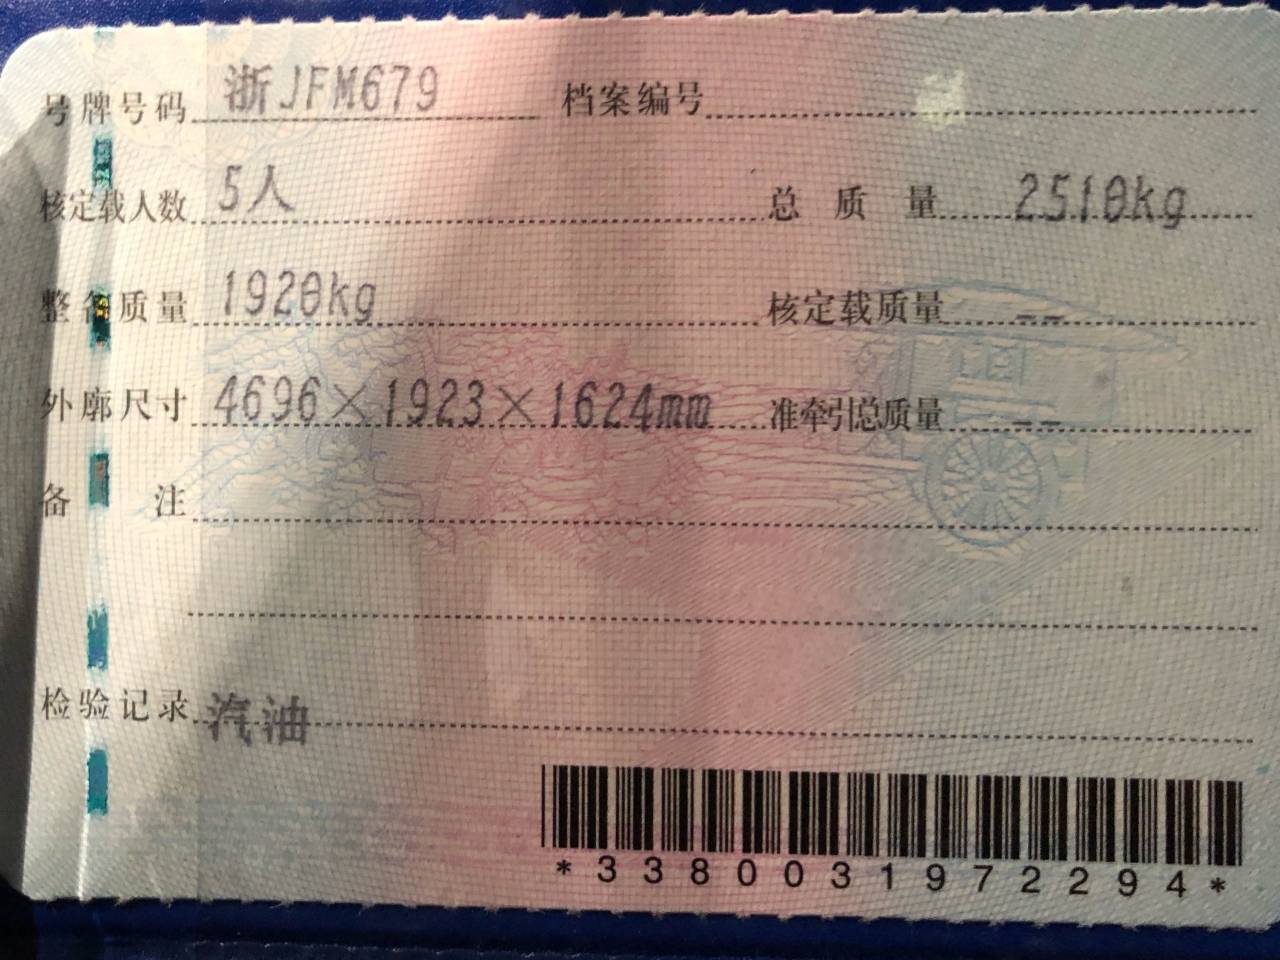 号牌号码 浙JFM679 档案编号
核定载人数 5人 总质量 2510kg
整备质量 1920kg 核定载质量 --
外廓尺寸 4696×1923×1624mm 准牵引总质量 --
备注
检验记录 汽油
*3380031972294*